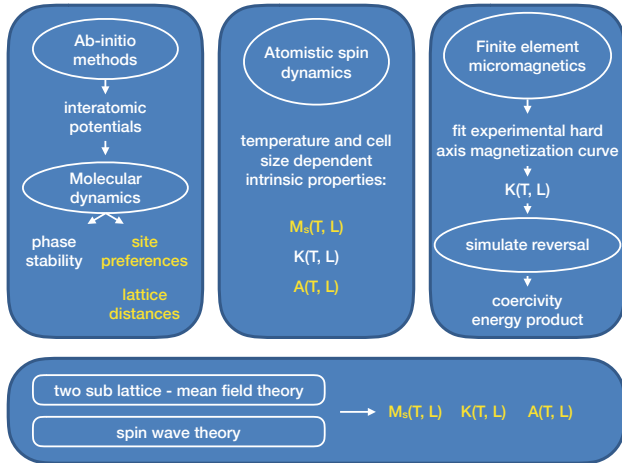 Ab-initio
methods
interatomic
potentials
Molecular
dynamics
phase
stability
site
preferences
lattice
distances
Atomistic spin
dynamics
temperature and cell
size dependent
intrinsic properties:
Ms(T, L)
K(T, L)
A(T, L)
Finite element
micromagnetics
fit experimental hard
axis magnetization curve
K(T, L)
simulate reversal
coercivity
energy product
two sub lattice - mean field theory
spin wave theory
Ms(T, L) K(T, L) A(T, L)